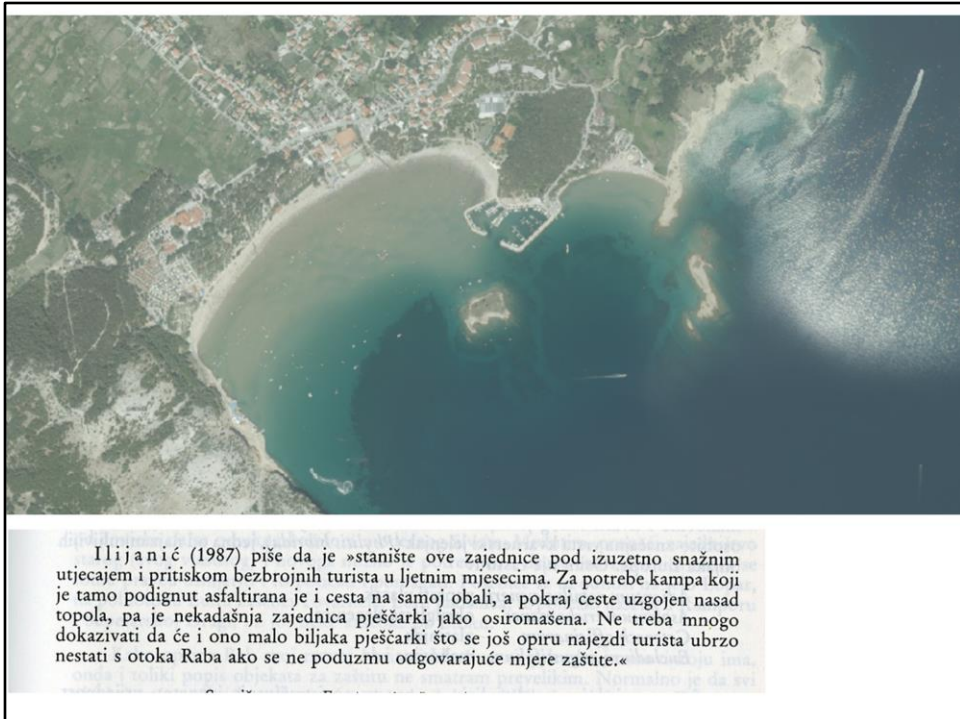 Ilijanić (1987) piše da je »stanište ove zajednice pod izuzetno snažnim
utjecajem i pritiskom bezbrojnih turista u ljetnim mjesecima. Za potrebe kampa koji
je tamo podignut asfaltirana je i cesta na samoj obali, a pokraj ceste uzgojen nasad
topola, pa je nekadašnja zajednica pješčarki jako osiromašena. Ne treba mnogo
dokazivati da će i ono malo biljaka pješčarki što se još opiru najezdi turista ubrzo
nestati s otoka Raba ako se ne poduzmu odgovarajuće mjere zaštite.«